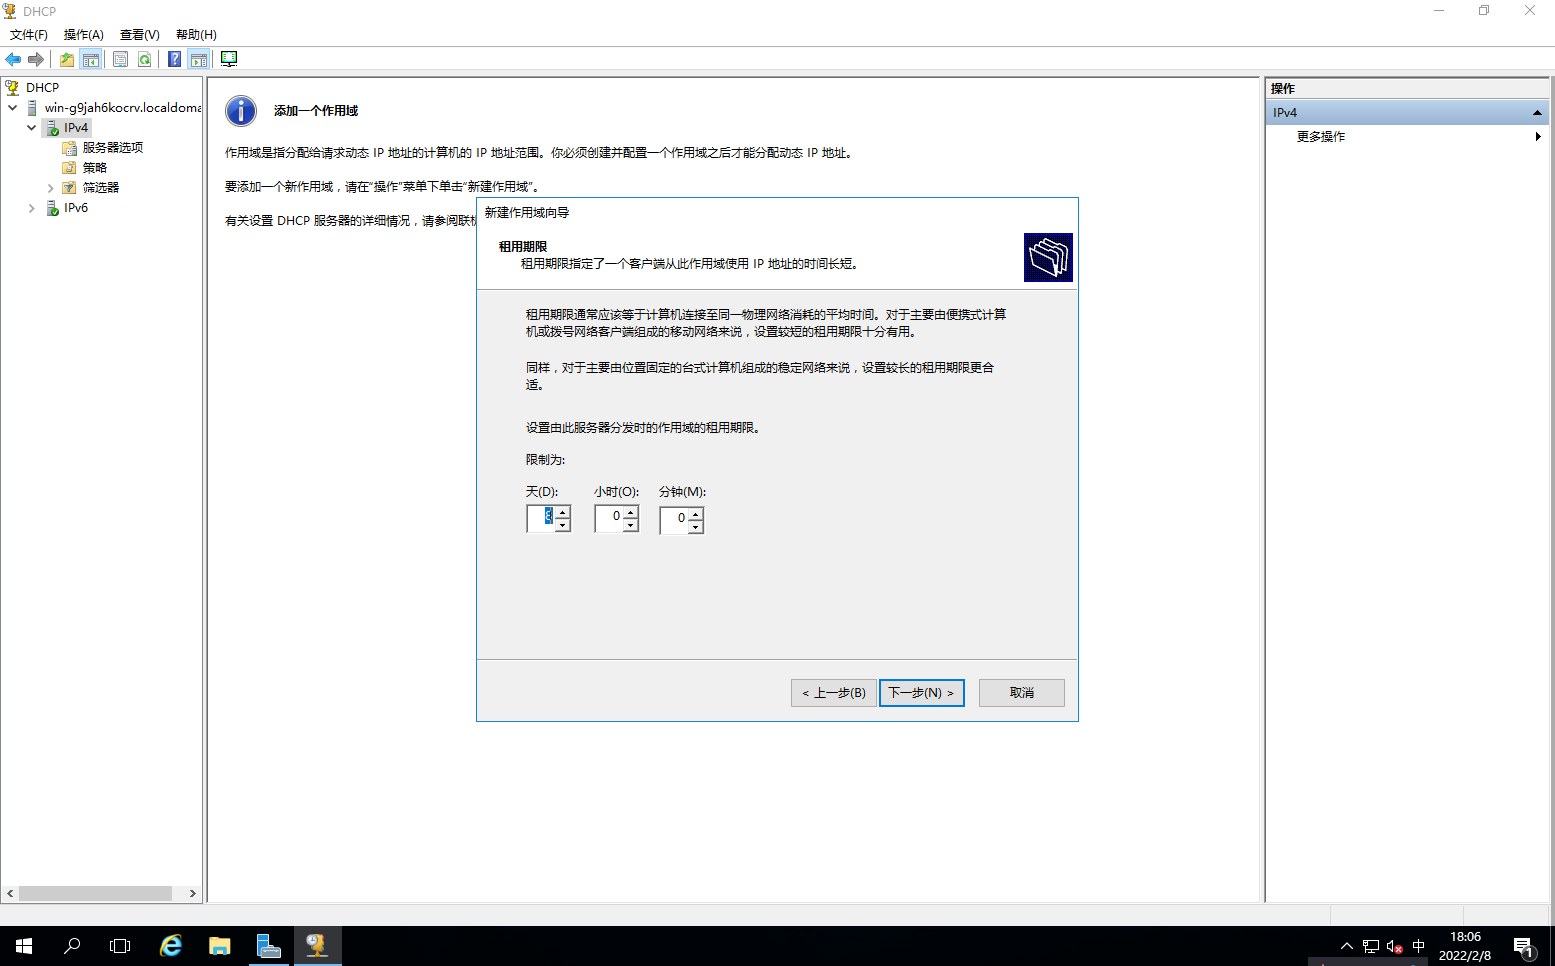 DHCP
文件(F) 操作(A) 查看(V) 帮助(H)
DHCP
win-g9jah6kocrv.localdoma
IPv4
服务器选项
策略
筛选器
IPv6
添加一个作用域
作用域是指分配给请求动态 IP 地址的计算机的 IP 地址范围。你必须创建并配置一个作用域之后才能分配动态 IP 地址。
要添加一个新作用域，请在“操作”菜单下单击“新建作用域”。
有关设置 DHCP 服务器的详细情况，请参阅联
新建作用域向导
租用期限
租用期限指定了一个客户端从此作用域使用 IP 地址的时间长短。
租用期限通常应该等于计算机连接至同一物理网络消耗的平均时间。对于主要由便携式计算
机或拨号网络客户端组成的移动网络来说，设置较短的租用期限十分有用。
同样，对于主要由位置固定的台式计算机组成的稳定网络来说，设置较长的租用期限更合
适。
设置由此服务器分发时的作用域的租用期限。
限制为:
天(D): 小时(O): 分钟(M):
0 0
< 上一步(B) 下一步(N) > 取消
操作
IPv4
更多操作
中
18:06
2022/2/8
1